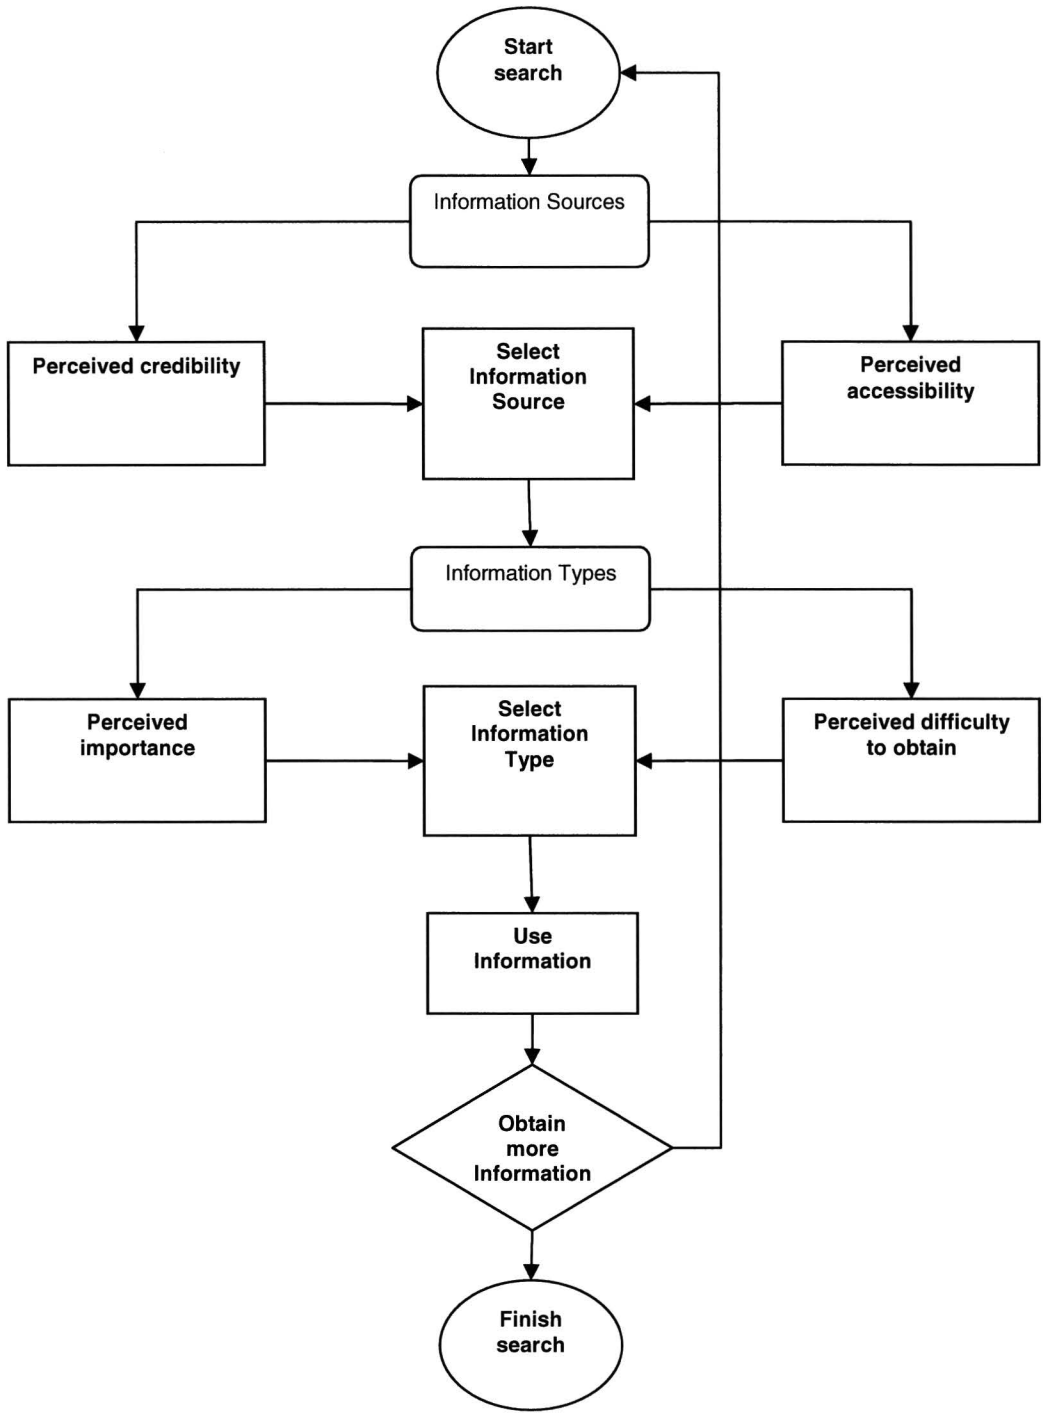 Start
search
Information Sources
Perceived credibility
Select
Information
Source
Perceived
accessibility
Information Types
Perceived
importance
Select
Information
Type
Perceived difficulty
to obtain
Use
Information
Obtain
more
Information
Finish
search